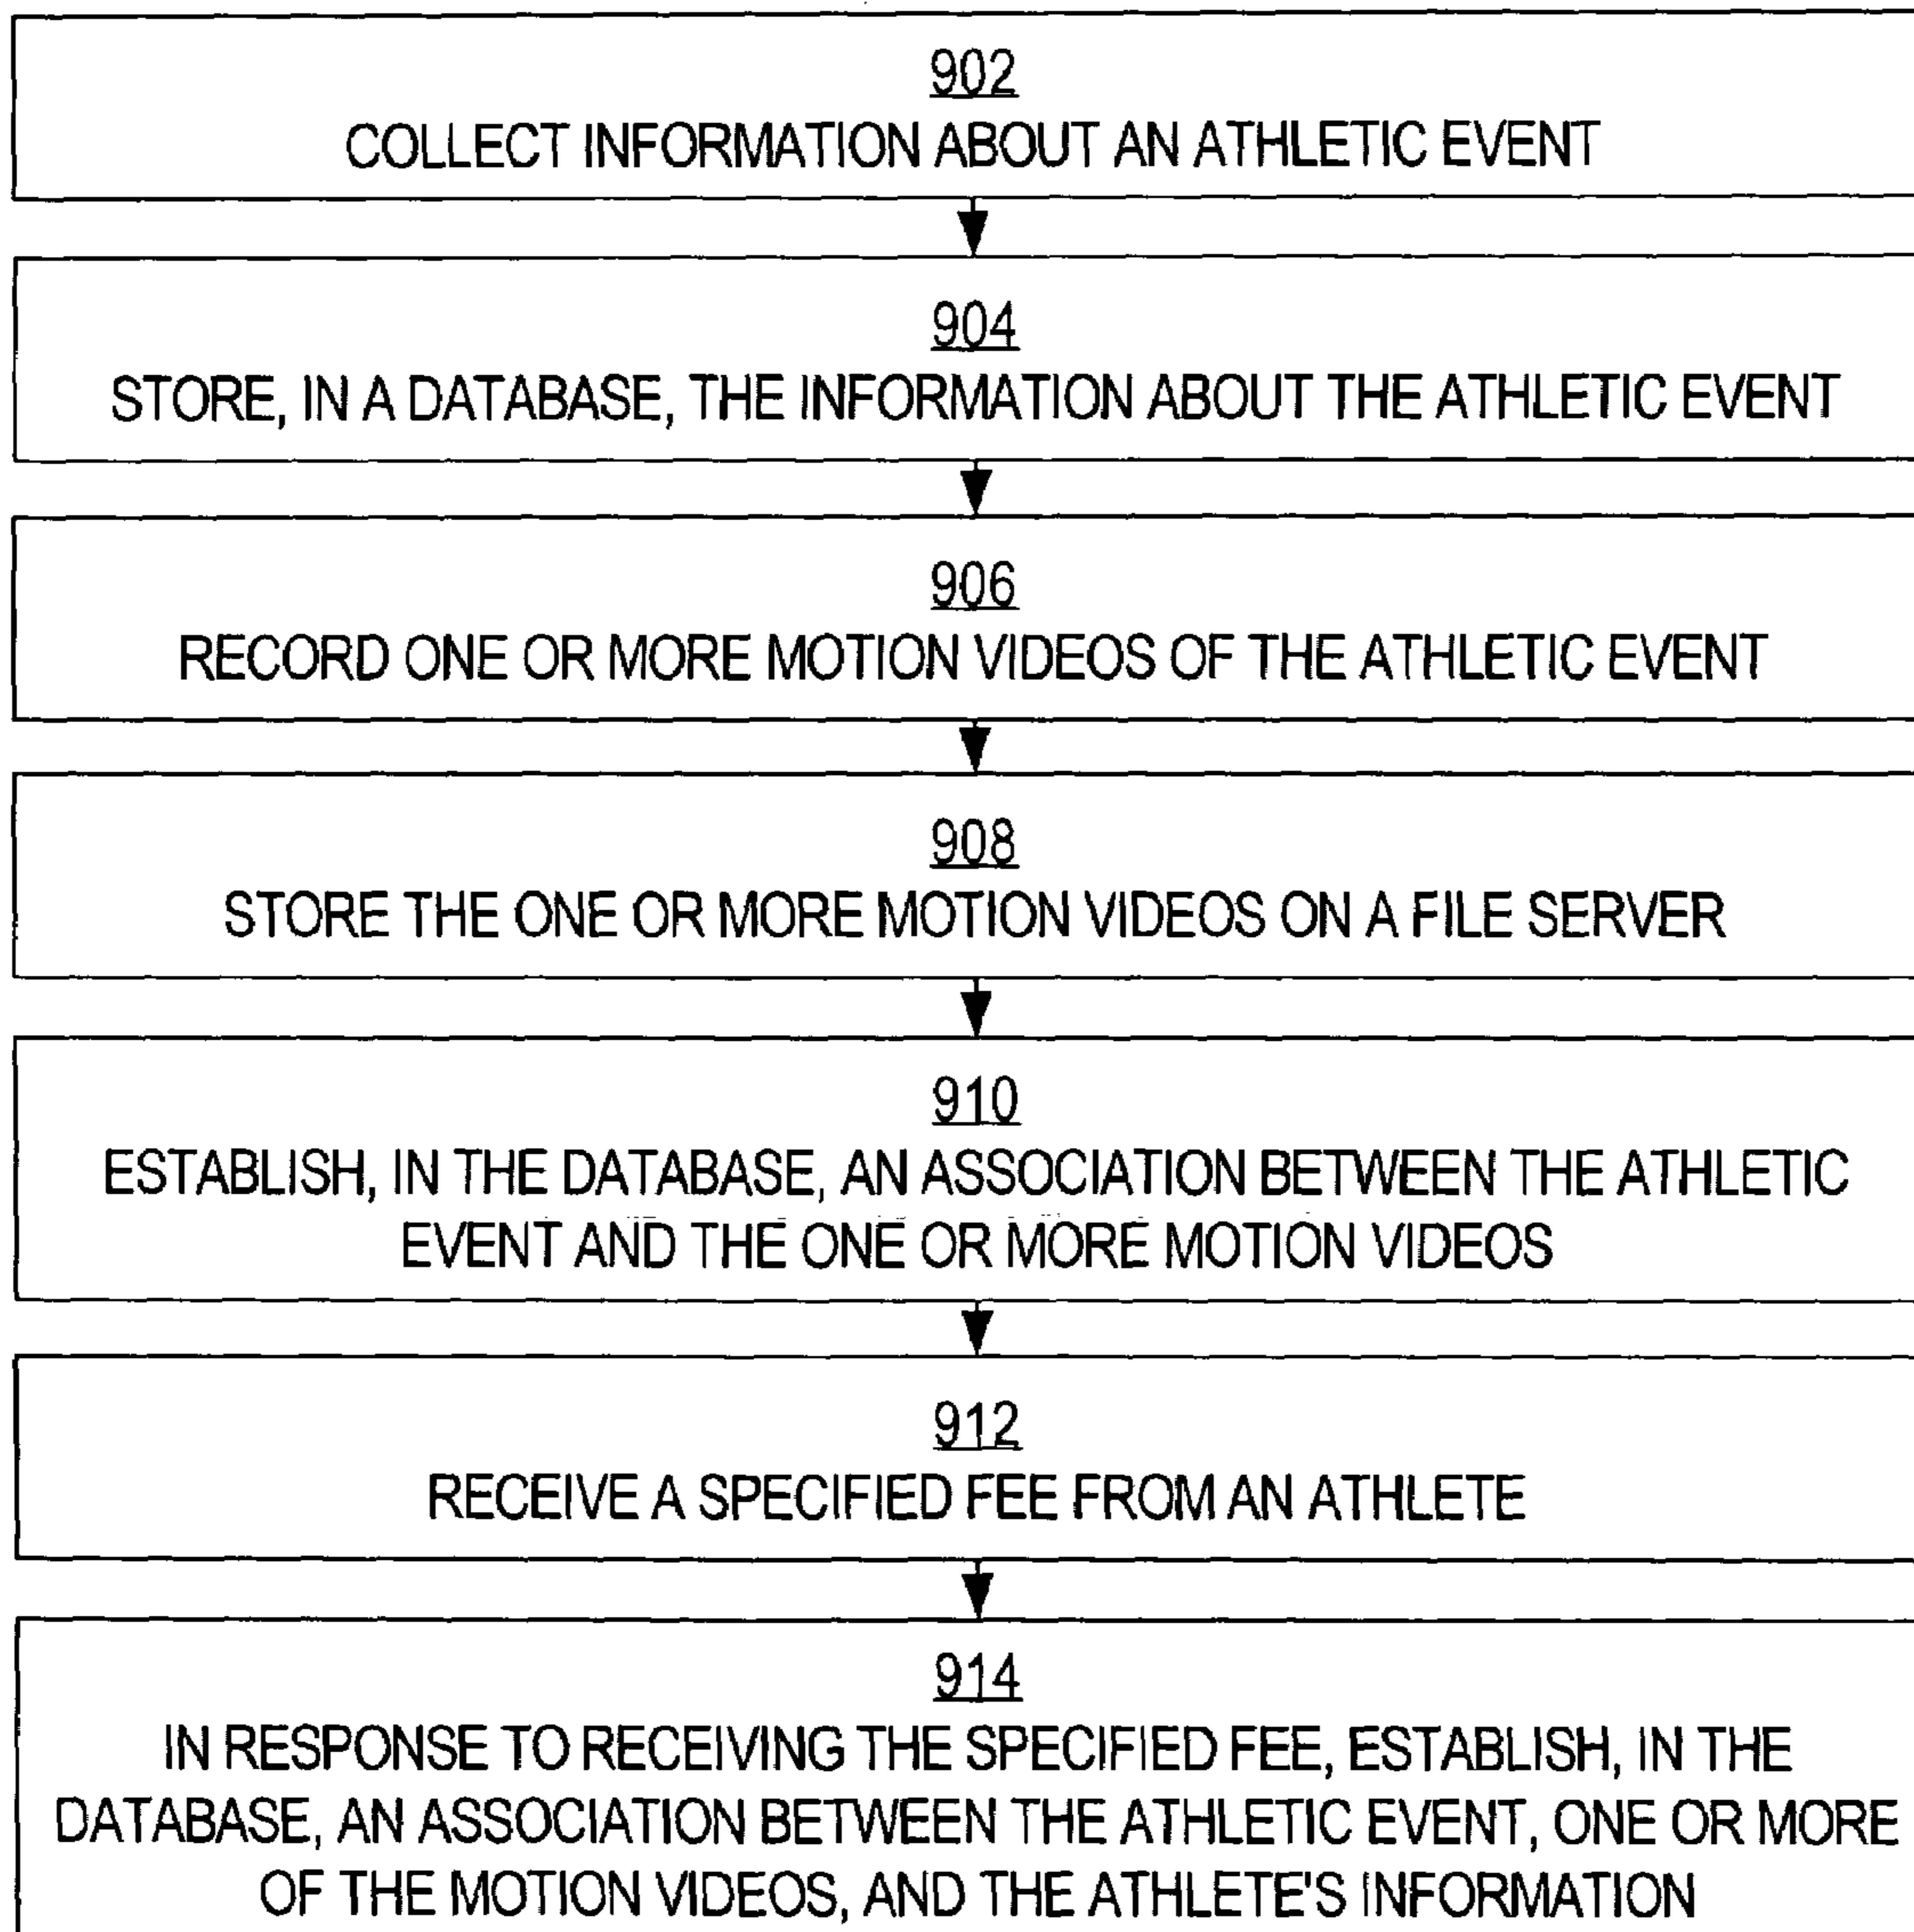 902
COLLECT INFORMATION ABOUT AN ATHLETIC EVENT
904
STORE, IN A DATABASE, THE INFORMATION ABOUT THE ATHLETIC EVENT
906
RECORD ONE OR MORE MOTION VIDEOS OF THE ATHLETIC EVENT
908
STORE THE ONE OR MORE MOTION VIDEOS ON A FILE SERVER
910
ESTABLISH, IN THE DATABASE, AN ASSOCIATION BETWEEN THE ATHLETIC
EVENT AND THE ONE OR MORE MOTION VIDEOS
912
RECEIVE A SPECIFIED FEE FROM AN ATHLETE
914
IN RESPONSE TO RECEIVING THE SPECIFIED FEE, ESTABLISH, IN THE
DATABASE, AN ASSOCIATION BETWEEN THE ATHLETIC EVENT, ONE OR MORE
OF THE MOTION VIDEOS, AND THE ATHLETE'S INFORMATION